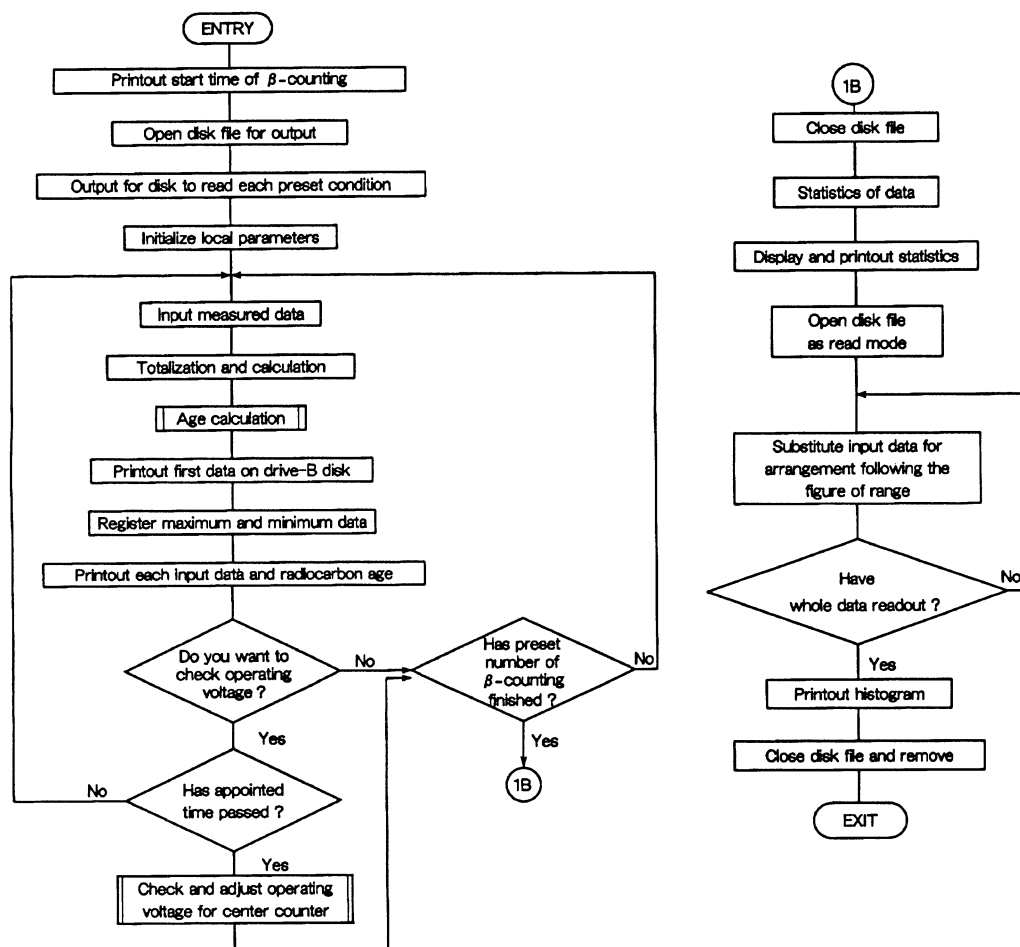 ENTRY
Printout start time of β-counting
Open disk file for output
Output for disk to read each preset condition
Initialize local parameters
Input measured data
Totalization and calculation
Age calculation
Printout first data on drive-B disk
Register maximum and minimum data
Printout each input data and radiocarbon age
Do you want to
check operating
voltage ?
No
Yes
Has preset
number of
β-counting
finished ?
No
Yes
1B
Has appointed
time passed ?
No
Yes
Check and adjust operating
voltage for center counter
1B
Close disk file
Statistics of data
Display and printout statistics
Open disk file
as read mode
Substitute input data for
arrangement following the
figure of range
Have
whole data readout ?
No
Yes
Printout histogram
Close disk file and remove
EXIT